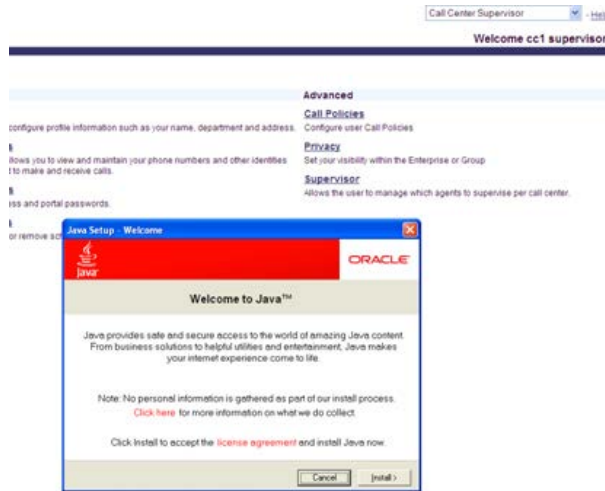 Call Center Supervisor - Hel
Welcome cc1 supervisor
Advanced
Call Policies
configure profile information such as your name, department and address. Configure user Call Policies
Privacy
llows you to view and maintain your phone numbers and other identities Set your visibility within the Enterprise or Group
t to make and receive calls.
Supervisor
Allows the user to manage which agents to supervise per call center.
ss and portal passwords.
or remove sc
Java Setup - Welcome
Java
ORACLE
Welcome to Java™
Java provides safe and secure access to the world of amazing Java content.
From business solutions to helpful utilities and entertainment, Java makes
your internet experience come to life.
Note: No personal information is gathered as part of our install process.
Click here for more information on what we do collect.
Click Install to accept the license agreement and install Java now.
Cancel Install >